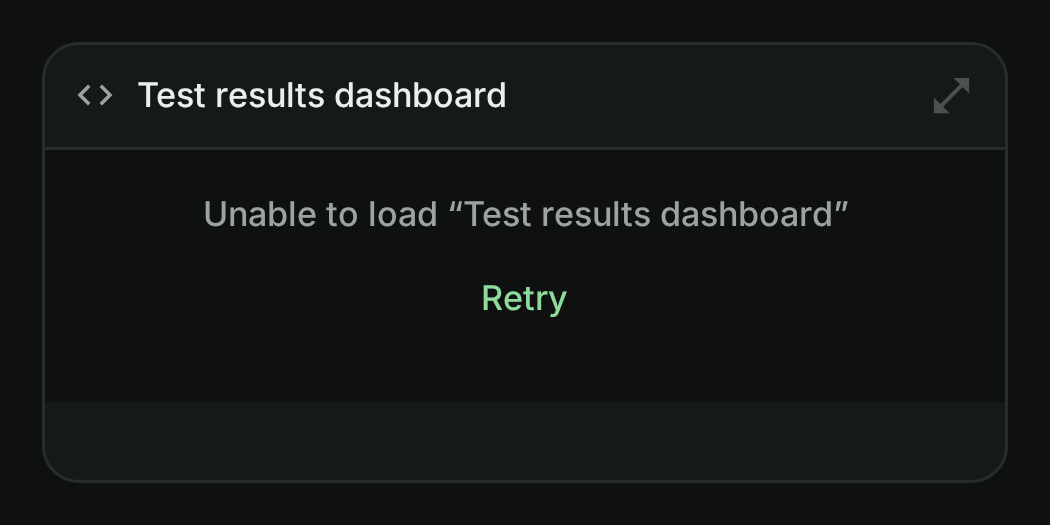 Test results dashboard
Unable to load “Test results dashboard”
Retry